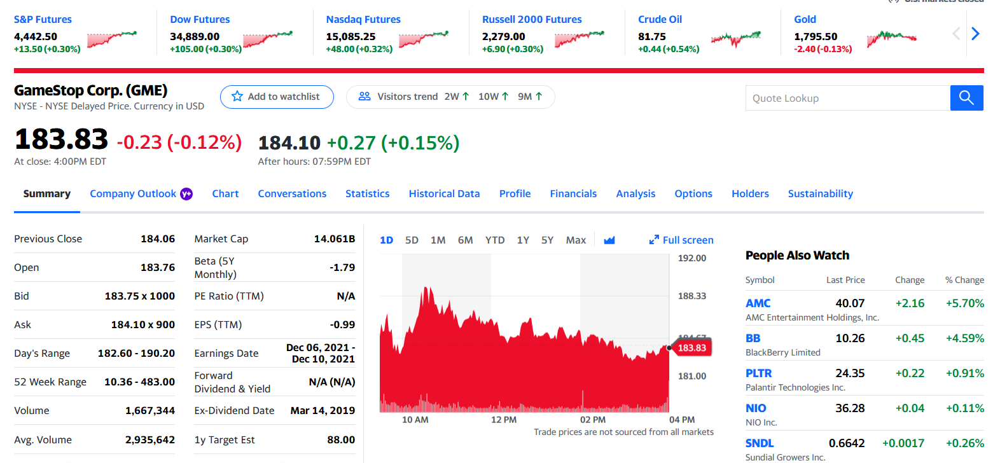 U.S. markets closed
S&P Futures
4,442.50
+13.50 (+0.30%)
Dow Futures
34,889.00
+105.00 (+0.30%)
Nasdaq Futures
15,085.25
+48.00 (+0.32%)
Russell 2000 Futures
2,279.00
+6.90 (+0.30%)
Crude Oil
81.75
+0.44 (+0.54%)
Gold
1,795.50
-2.40 (-0.13%)
GameStop Corp. (GME)
NYSE - NYSE Delayed Price. Currency in USD
Add to watchlist
Visitors trend 2W ↑ 10W ↑ 9M ↑
Quote Lookup
183.83 -0.23 (-0.12%)
At close: 4:00PM EDT
184.10 +0.27 (+0.15%)
After hours: 07:59PM EDT
Summary Company Outlook y+ Chart Conversations Statistics Historical Data Profile Financials Analysis Options Holders Sustainability
Previous Close 184.06
Open 183.76
Bid 183.75 x 1000
Ask 184.10 x 900
Day's Range 182.60 - 190.20
52 Week Range 10.36 - 483.00
Volume 1,667,344
Avg. Volume 2,935,642
Market Cap 14.061B
Beta (5Y
Monthly) -1.79
PE Ratio (TTM) N/A
EPS (TTM) -0.99
Earnings Date Dec 06, 2021 -
Dec 10, 2021
Forward
Dividend & Yield N/A (N/A)
Ex-Dividend Date Mar 14, 2019
1y Target Est 88.00
1D 5D 1M 6M YTD 1Y 5Y Max Full screen
192.00
188.33
184.67
183.83
181.00
10 AM 12 PM 02 PM 04 PM
Trade prices are not sourced from all markets
People Also Watch
Symbol Last Price Change % Change
AMC 40.07 +2.16 +5.70%
AMC Entertainment Holdings, Inc.
BB 10.26 +0.45 +4.59%
BlackBerry Limited
PLTR 24.35 +0.22 +0.91%
Palantir Technologies Inc.
NIO 36.28 +0.04 +0.11%
NIO Inc.
SNDL 0.6642 +0.0017 +0.26%
Sundial Growers Inc.